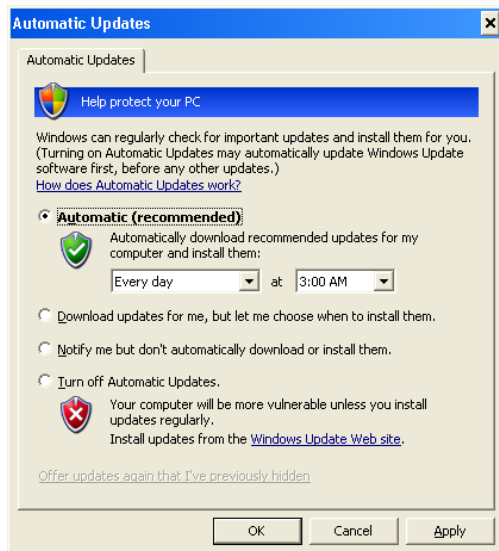 Automatic Updates
Automatic Updates
Help protect your PC
Windows can regularly check for important updates and install them for you.
(Turning on Automatic Updates may automatically update Windows Update
software first, before any other updates.)
How does Automatic Updates work?
Automatic (recommended)
Automatically download recommended updates for my
computer and install them:
Every day at 3:00 AM
Download updates for me, but let me choose when to install them.
Notify me but don't automatically download or install them.
Turn off Automatic Updates.
Your computer will be more vulnerable unless you install
updates regularly.
Install updates from the Windows Update Web site.
Offer updates again that I've previously hidden
OK Cancel Apply